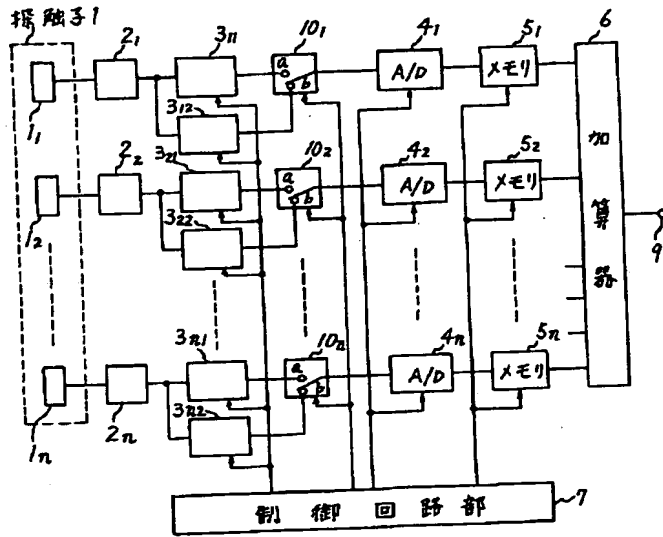 探触子1
2₁
3₁₁
10₁
4₁
5₁
6
a
b
A/D
メモリ
1₁
3₁₂
2₂
3₂₁
10₂
4₂
5₂
加算器
a
b
A/D
メモリ
9
1₂
3₂₂
3n1
10n
4n
5n
a
b
A/D
メモリ
1n
2n
3n2
制御回路部
7